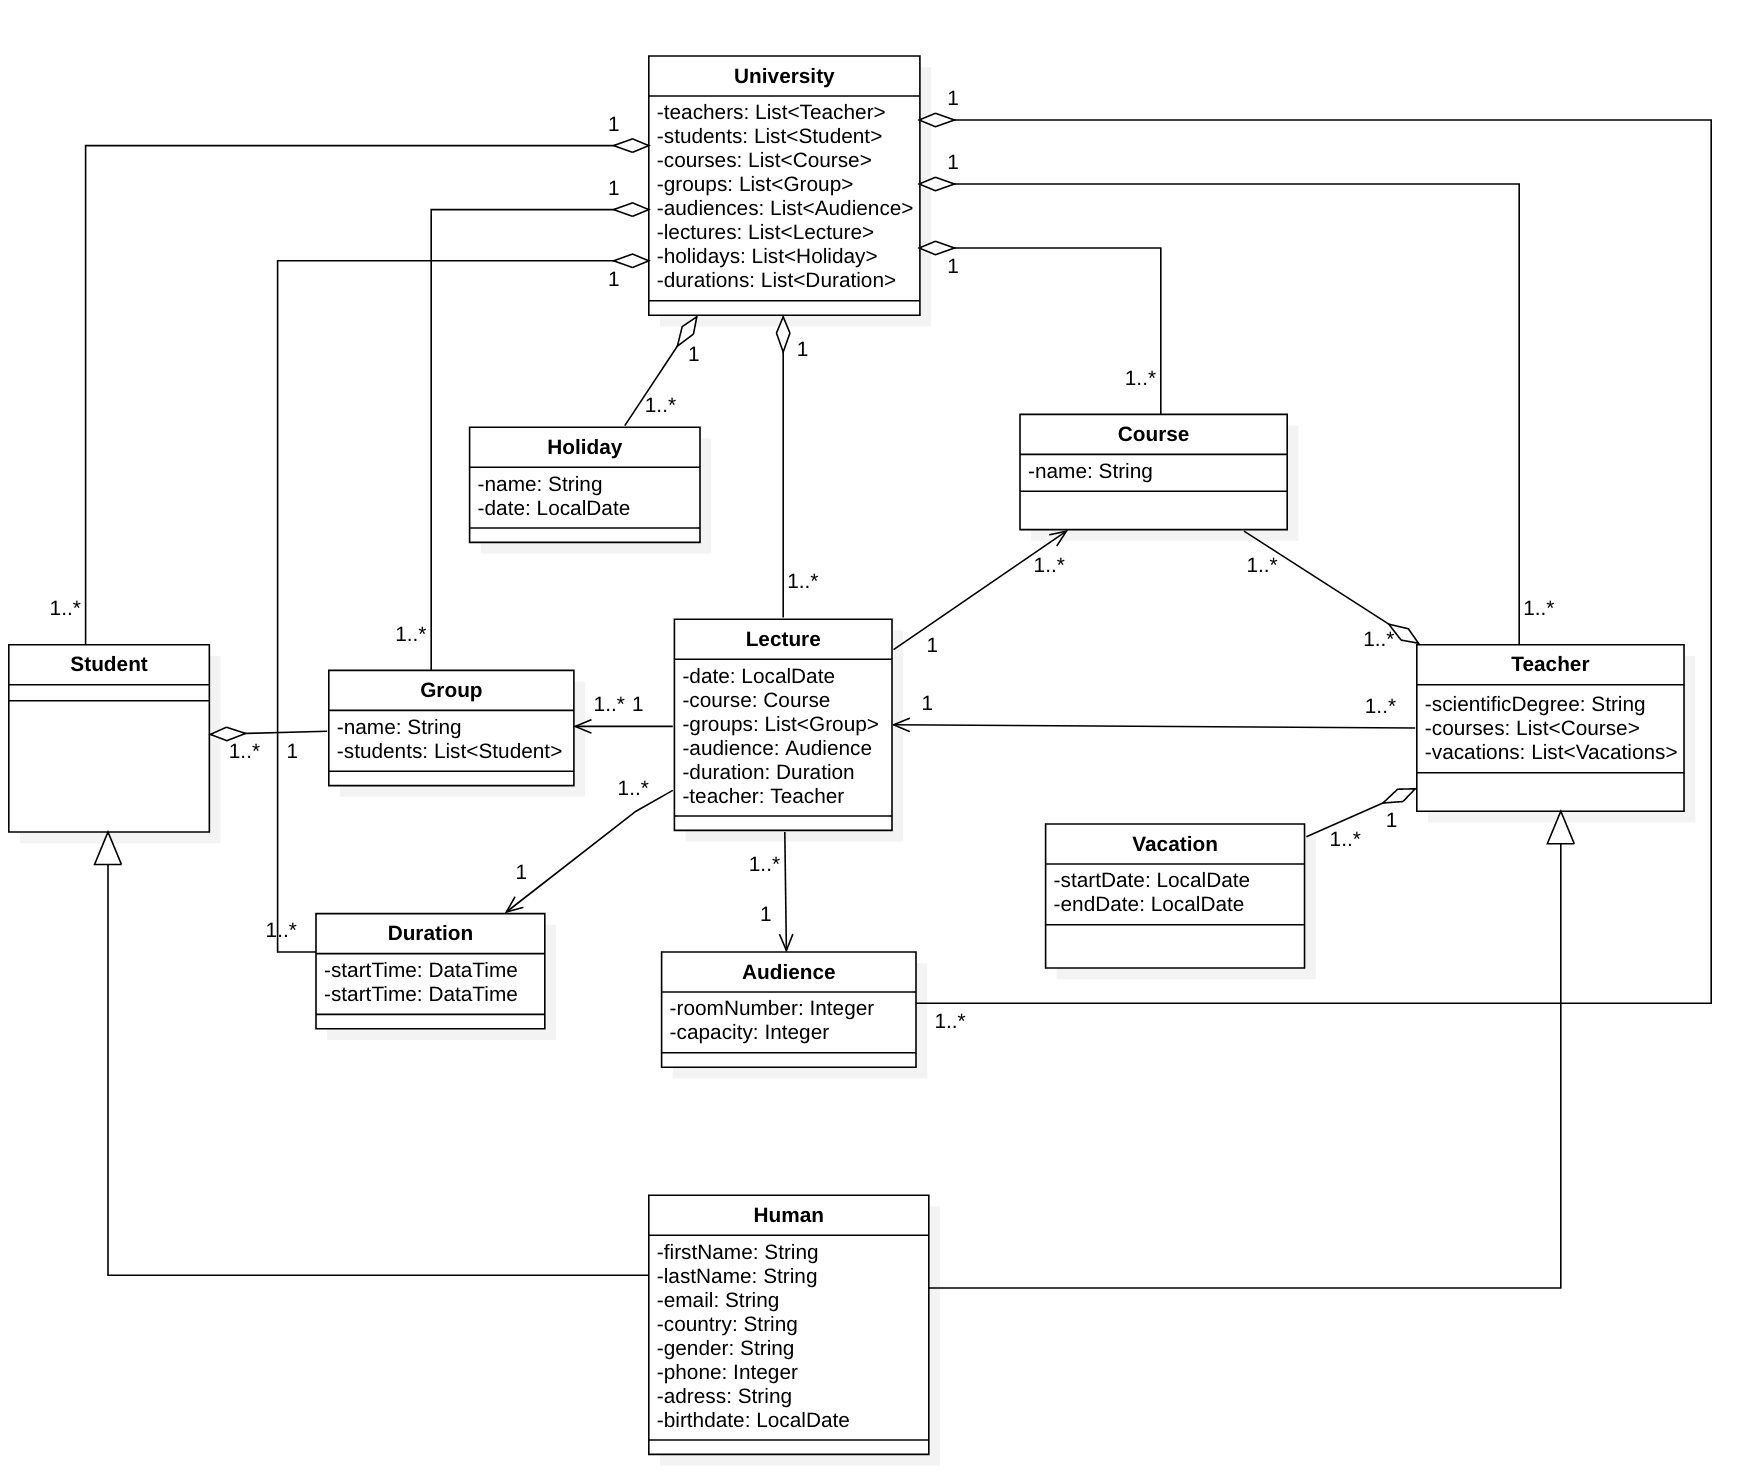 University
-teachers: List<Teacher>
-students: List<Student>
-courses: List<Course>
-groups: List<Group>
-audiences: List<Audience>
-lectures: List<Lecture>
-holidays: List<Holiday>
-durations: List<Duration>
1
1
1
1
1
1
1
1
1..*
1..*
Holiday
-name: String
-date: LocalDate
Course
-name: String
1..*
1..*
1..*
1..*
1..*
1..*
1
1..*
Student
Group
-name: String
-students: List<Student>
1..*
1
1..*
1
Lecture
-date: LocalDate
-course: Course
-groups: List<Group>
-audience: Audience
-duration: Duration
-teacher: Teacher
1
1..*
Teacher
-scientificDegree: String
-courses: List<Course>
-vacations: List<Vacations>
1..*
1
1..*
1
1..*
1
1..*
Vacation
-startDate: LocalDate
-endDate: LocalDate
1..*
Duration
-startTime: DataTime
-startTime: DataTime
Audience
-roomNumber: Integer
-capacity: Integer
1..*
Human
-firstName: String
-lastName: String
-email: String
-country: String
-gender: String
-phone: Integer
-adress: String
-birthdate: LocalDate